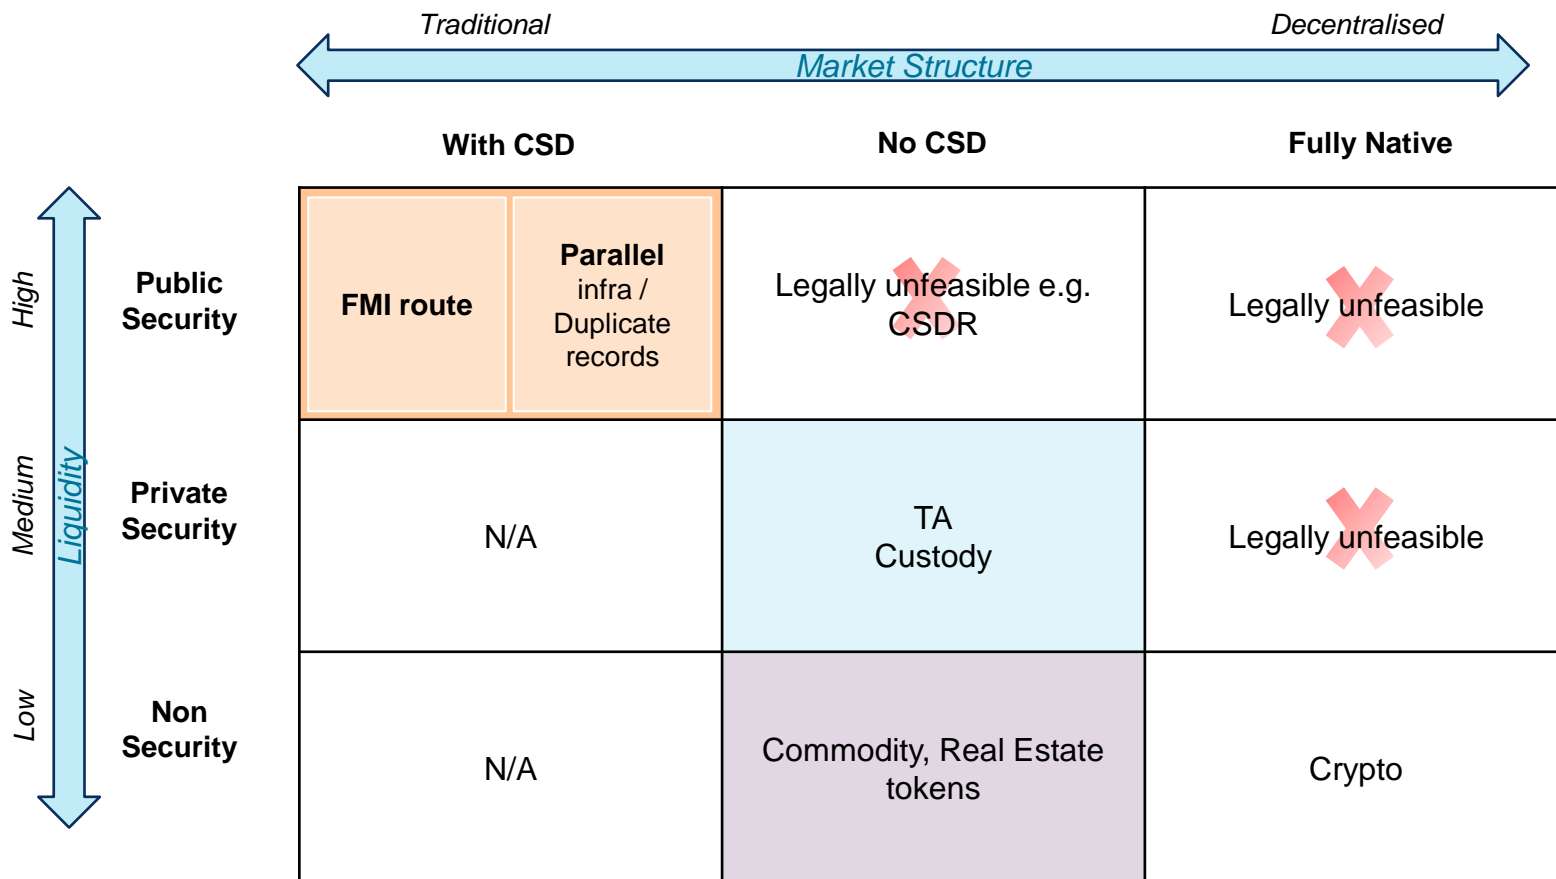 Traditional
Decentralised
Market Structure
With CSD
No CSD
Fully Native
High
Public
Security
FMI route
Parallel
infra /
Duplicate
records
Legally unfeasible e.g.
CSDR
Legally unfeasible
Medium
Liquidity
Private
Security
N/A
TA
Custody
Legally unfeasible
Low
Non
Security
N/A
Commodity, Real Estate
tokens
Crypto